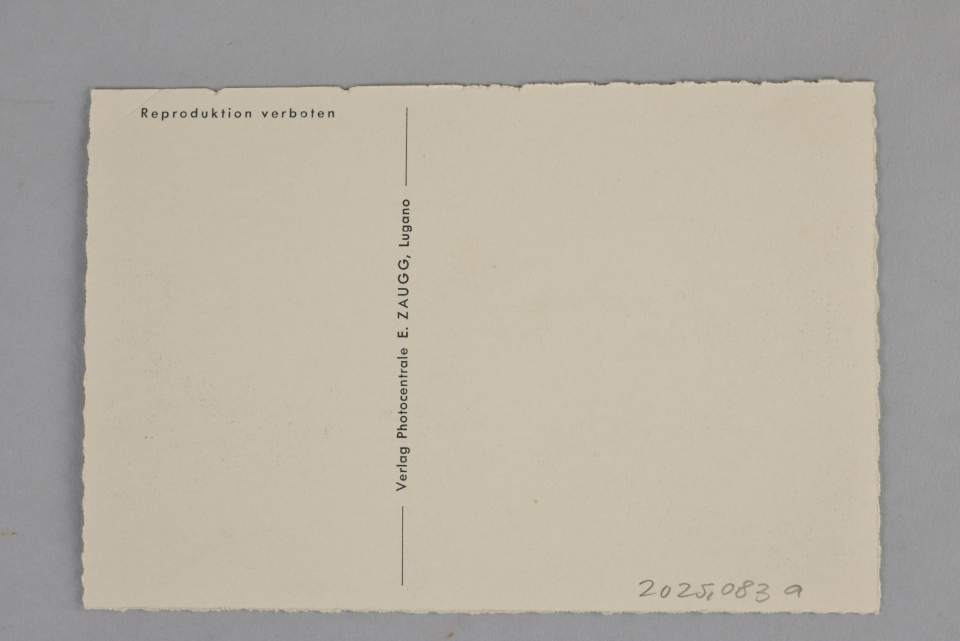 Reproduktion verboten
Verlag Photocentrale E. ZAUGG, Lugano
2025,083 a